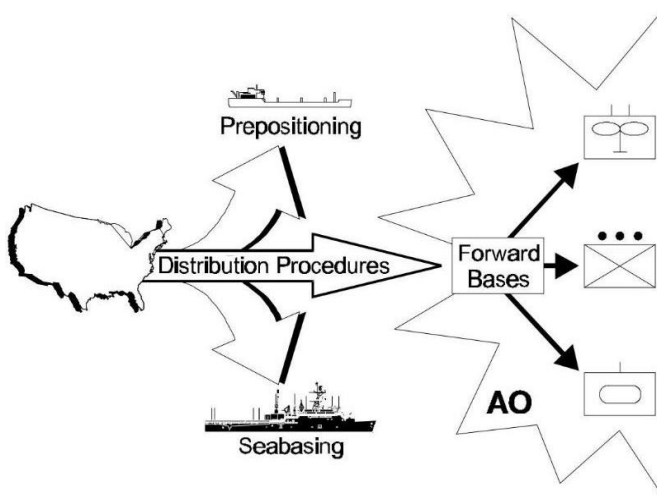 Prepositioning
Distribution Procedures
Forward
Bases
AO
Seabasing